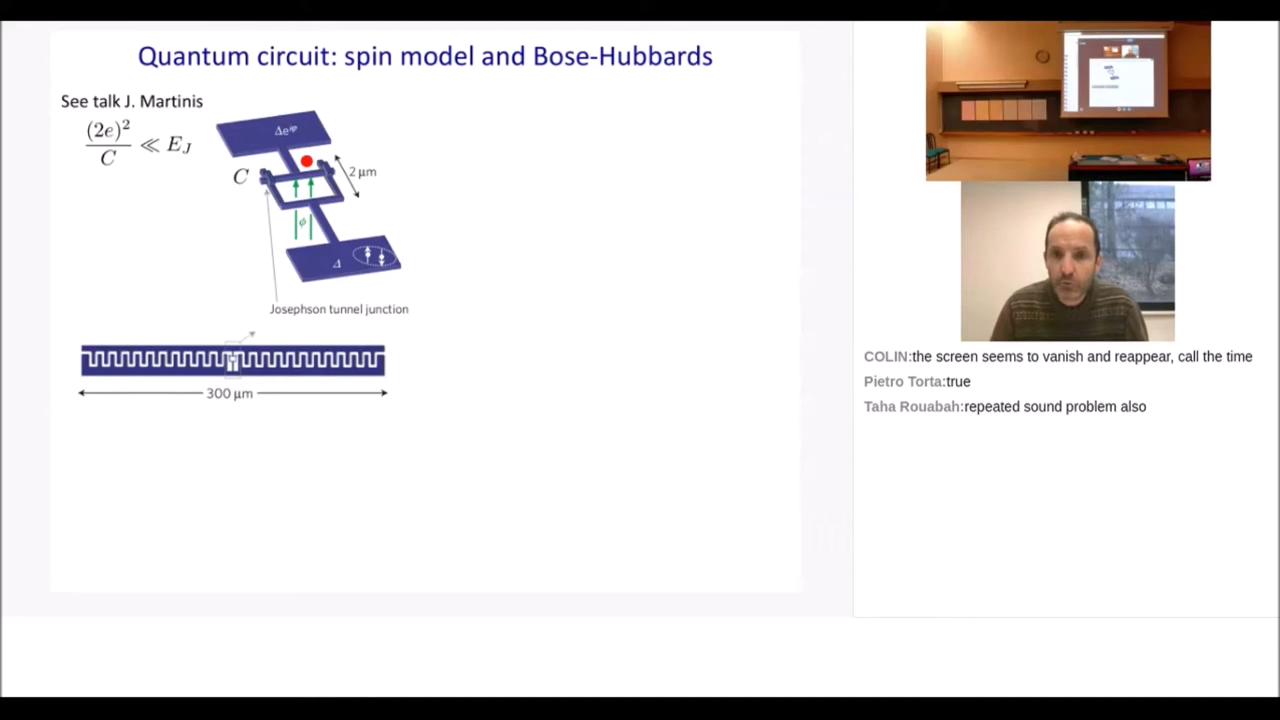 Quantum circuit: spin model and Bose-Hubbards
See talk J. Martinis
(2e)² / C ≪ E_J
Δe^iφ
C
2 μm
ϕ
Δ
Josephson tunnel junction
300 μm
COLIN:the screen seems to vanish and reappear, call the time
Pietro Torta:true
Taha Rouabah:repeated sound problem also